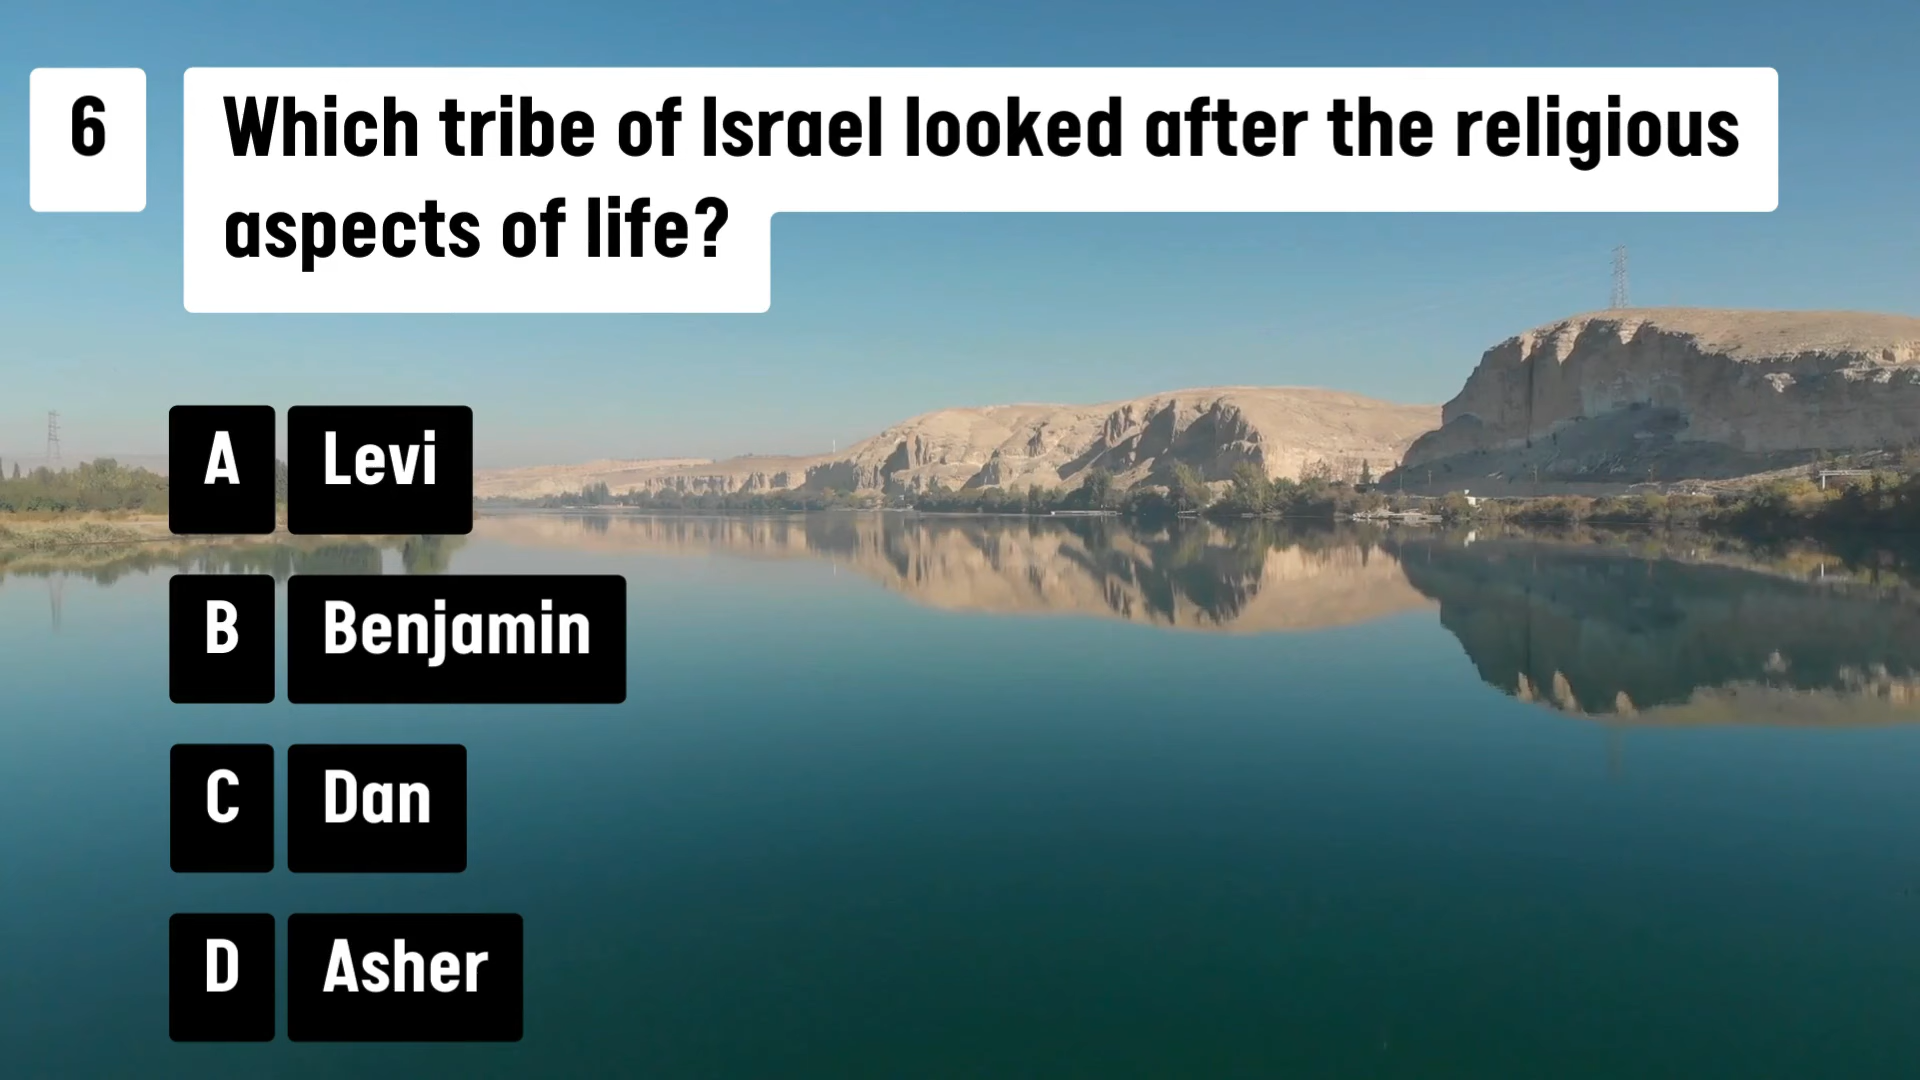 6
Which tribe of Israel looked after the religious
aspects of life?
A Levi
B Benjamin
C Dan
D Asher